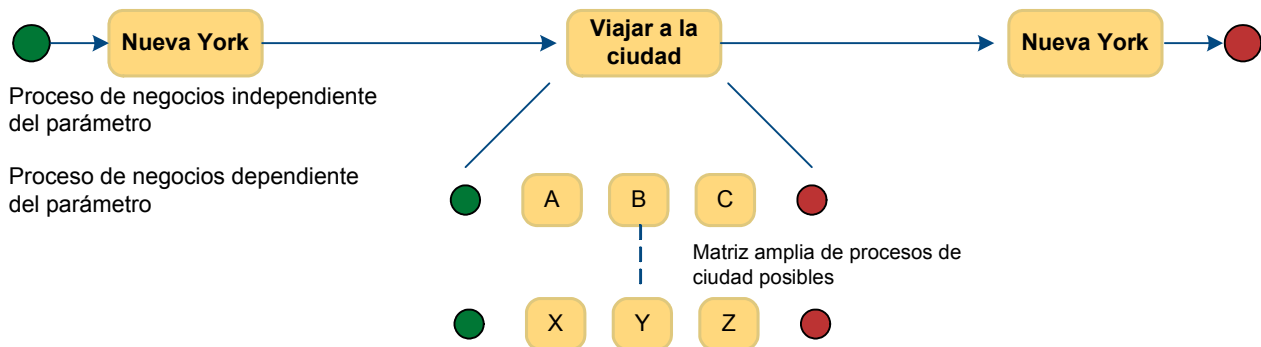 Nueva York
Viajar a la
ciudad
Nueva York
Proceso de negocios independiente
del parámetro
Proceso de negocios dependiente
del parámetro
A
B
C
Matriz amplia de procesos de
ciudad posibles
X
Y
Z